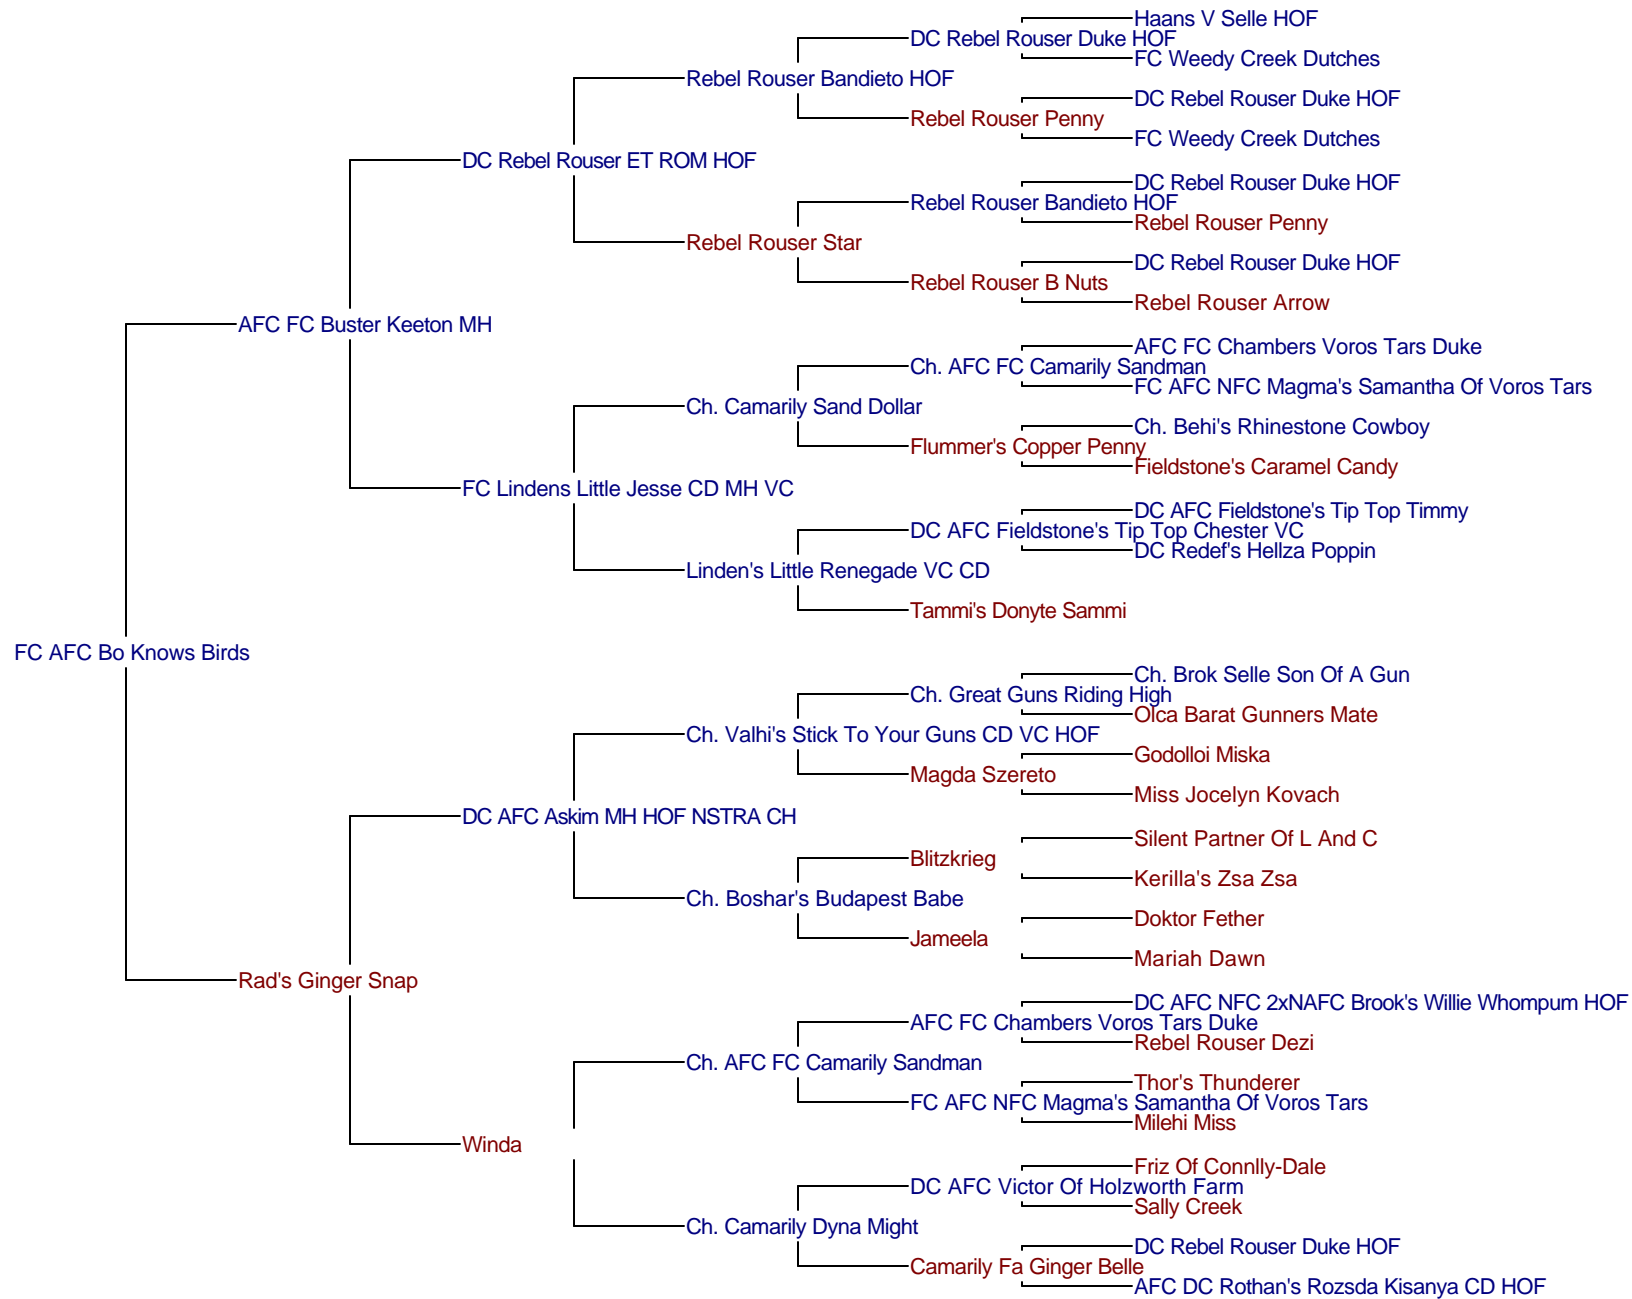 Haans V Selle HOF
DC Rebel Rouser Duke HOF
FC Weedy Creek Dutches
Rebel Rouser Bandieto HOF
DC Rebel Rouser Duke HOF
Rebel Rouser Penny
FC Weedy Creek Dutches
DC Rebel Rouser ET ROM HOF
DC Rebel Rouser Duke HOF
Rebel Rouser Bandieto HOF
Rebel Rouser Penny
Rebel Rouser Star
DC Rebel Rouser Duke HOF
Rebel Rouser B Nuts
Rebel Rouser Arrow
AFC FC Buster Keeton MH
AFC FC Chambers Voros Tars Duke
Ch. AFC FC Camarily Sandman
FC AFC NFC Magma's Samantha Of Voros Tars
Ch. Camarily Sand Dollar
Ch. Behi's Rhinestone Cowboy
Flummer's Copper Penny
Fieldstone's Caramel Candy
FC Lindens Little Jesse CD MH VC
DC AFC Fieldstone's Tip Top Timmy
DC AFC Fieldstone's Tip Top Chester VC
DC Redef's Hellza Poppin
Linden's Little Renegade VC CD
Tammi's Donyte Sammi
FC AFC Bo Knows Birds
Ch. Brok Selle Son Of A Gun
Ch. Great Guns Riding High
Olca Barat Gunners Mate
Ch. Valhi's Stick To Your Guns CD VC HOF
Godolloi Miska
Magda Szereto
Miss Jocelyn Kovach
DC AFC Askim MH HOF NSTRA CH
Silent Partner Of L And C
Blitzkrieg
Kerilla's Zsa Zsa
Ch. Boshar's Budapest Babe
Doktor Fether
Jameela
Mariah Dawn
Rad's Ginger Snap
DC AFC NFC 2xNAFC Brook's Willie Whompum HOF
AFC FC Chambers Voros Tars Duke
Rebel Rouser Dezi
Ch. AFC FC Camarily Sandman
Thor's Thunderer
FC AFC NFC Magma's Samantha Of Voros Tars
Milehi Miss
Winda
Friz Of Connlly-Dale
DC AFC Victor Of Holzworth Farm
Sally Creek
Ch. Camarily Dyna Might
DC Rebel Rouser Duke HOF
Camarily Fa Ginger Belle
AFC DC Rothan's Rozsda Kisanya CD HOF